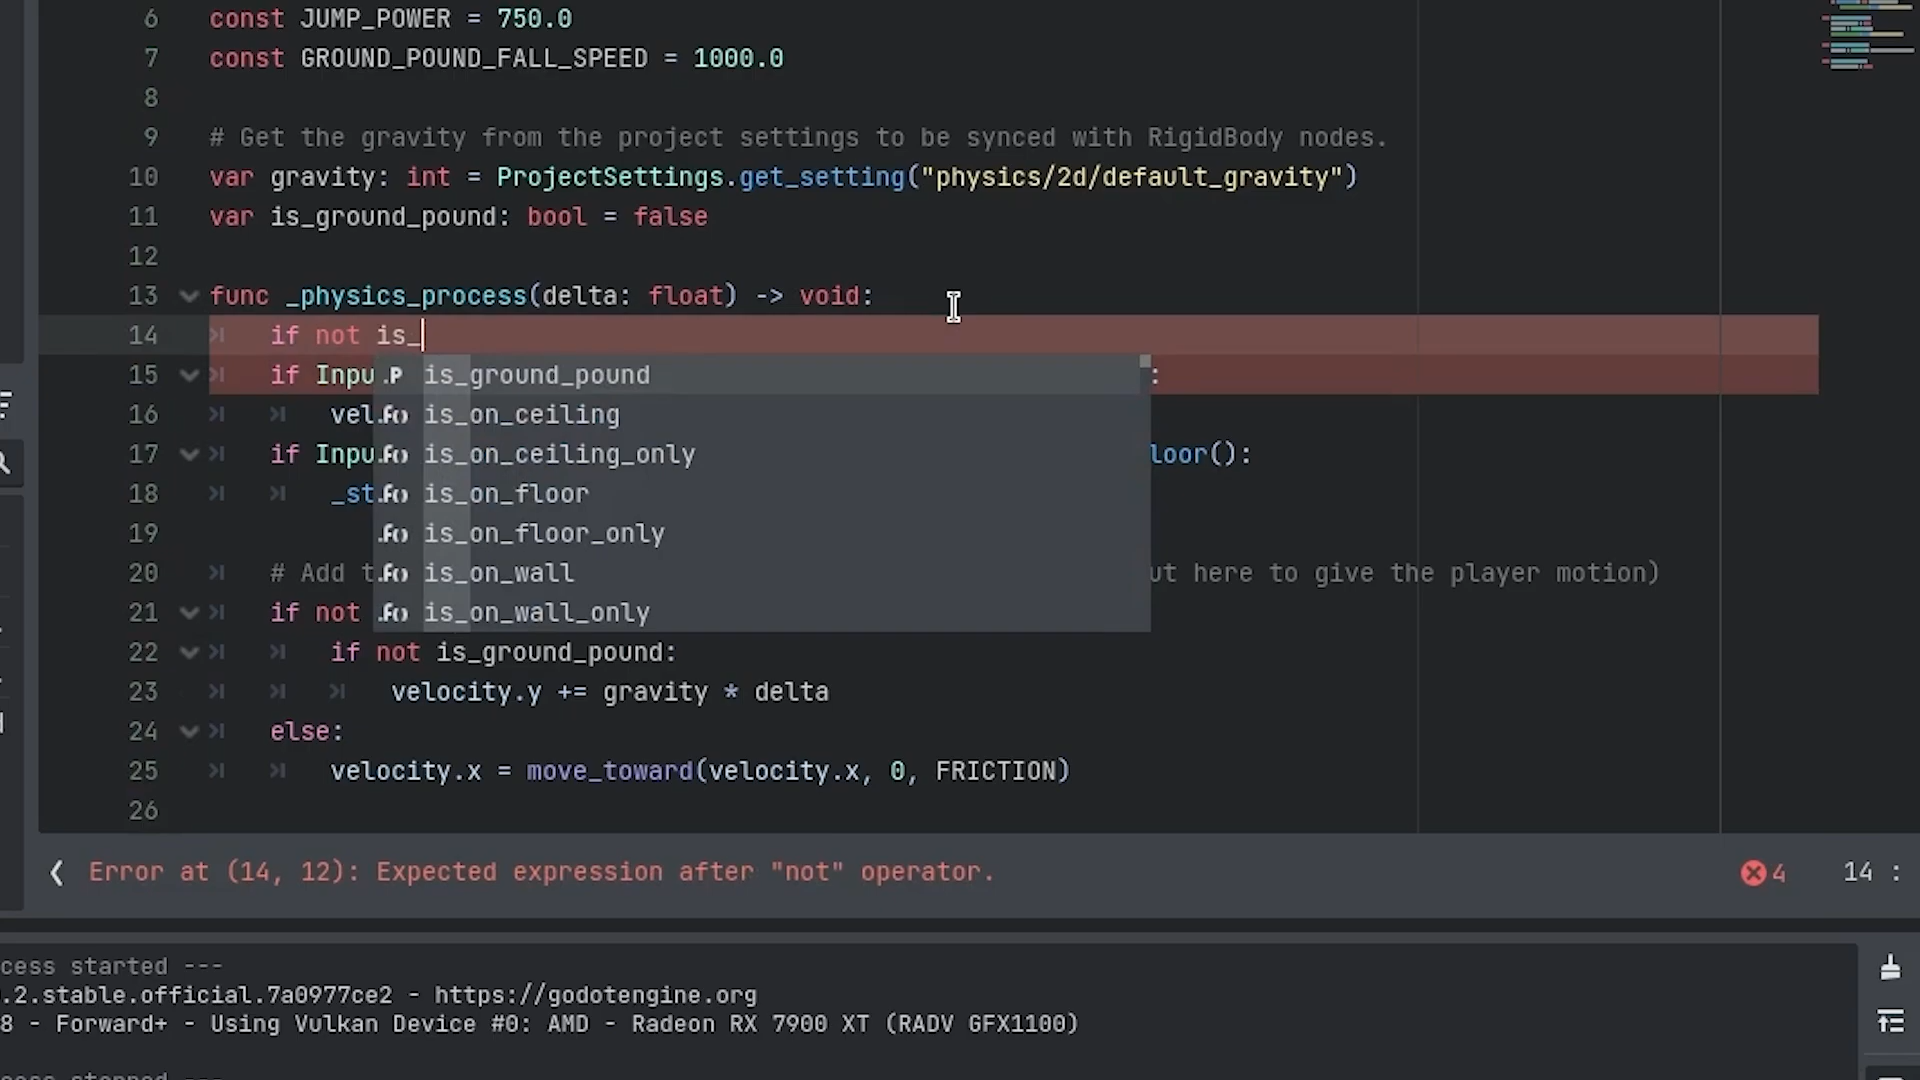 6 const JUMP_POWER = 750.0
7 const GROUND_POUND_FALL_SPEED = 1000.0
8
9 # Get the gravity from the project settings to be synced with RigidBody nodes.
10 var gravity: int = ProjectSettings.get_setting("physics/2d/default_gravity")
11 var is_ground_pound: bool = false
12
13 func _physics_process(delta: float) -> void:
14 if not is_
15 if Inpu .P is_ground_pound :
16 vel is_on_ceiling
17 if Inpu is_on_ceiling_only loor():
18 _st is_on_floor
19 is_on_floor_only
20 # Add t is_on_wall ut here to give the player motion)
21 if not is_on_wall_only
22 if not is_ground_pound:
23 velocity.y += gravity * delta
24 else:
25 velocity.x = move_toward(velocity.x, 0, FRICTION)
26
Error at (14, 12): Expected expression after "not" operator. 4 14 :
cess started ---
.2.stable.official.7a0977ce2 - https://godotengine.org
8 - Forward+ - Using Vulkan Device #0: AMD - Radeon RX 7900 XT (RADV GFX1100)